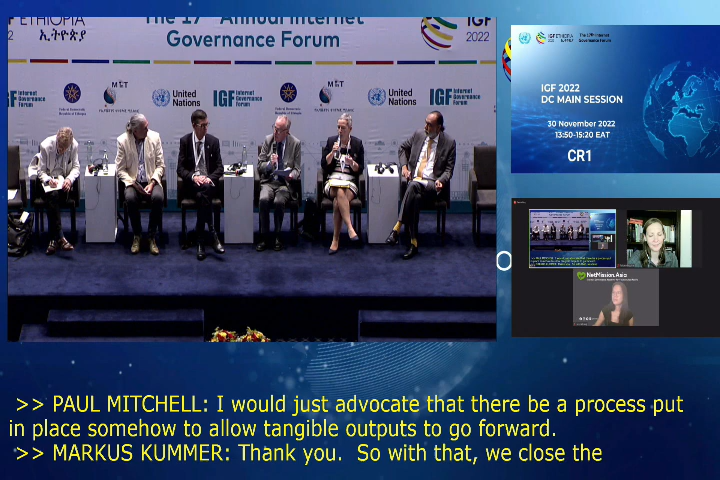 IGF ETHIOPIA
ኢትዮጵያ
The 17th Annual Internet
Governance Forum
IGF
2022
United
Nations
IGF Internet
Governance
Forum
United
Nations
IGF Internet
Governance
Forum
IGF 2022
DC MAIN SESSION
30 November 2022
13:50-15:20 EAT
CR1
NetMission.Asia
>> PAUL MITCHELL: I would just advocate that there be a process put
in place somehow to allow tangible outputs to go forward.
>> MARKUS KUMMER: Thank you.  So with that, we close the